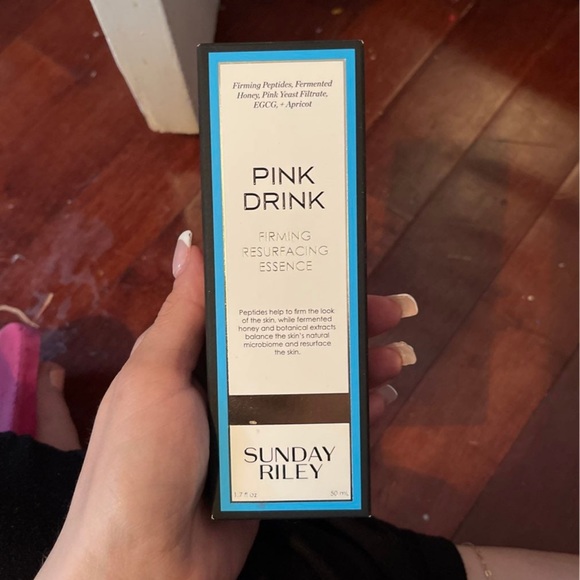 Firming Peptides, Fermented
Honey, Pink Yeast Filtrate,
EGCG, + Apricot
PINK
DRINK
FIRMING
RESURFACING
ESSENCE
Peptides help to firm the look
of the skin, while fermented
honey and botanical extracts
balance the skin's natural
microbiome and resurface
the skin.
SUNDAY
RILEY
1.7 fl oz 50 mL